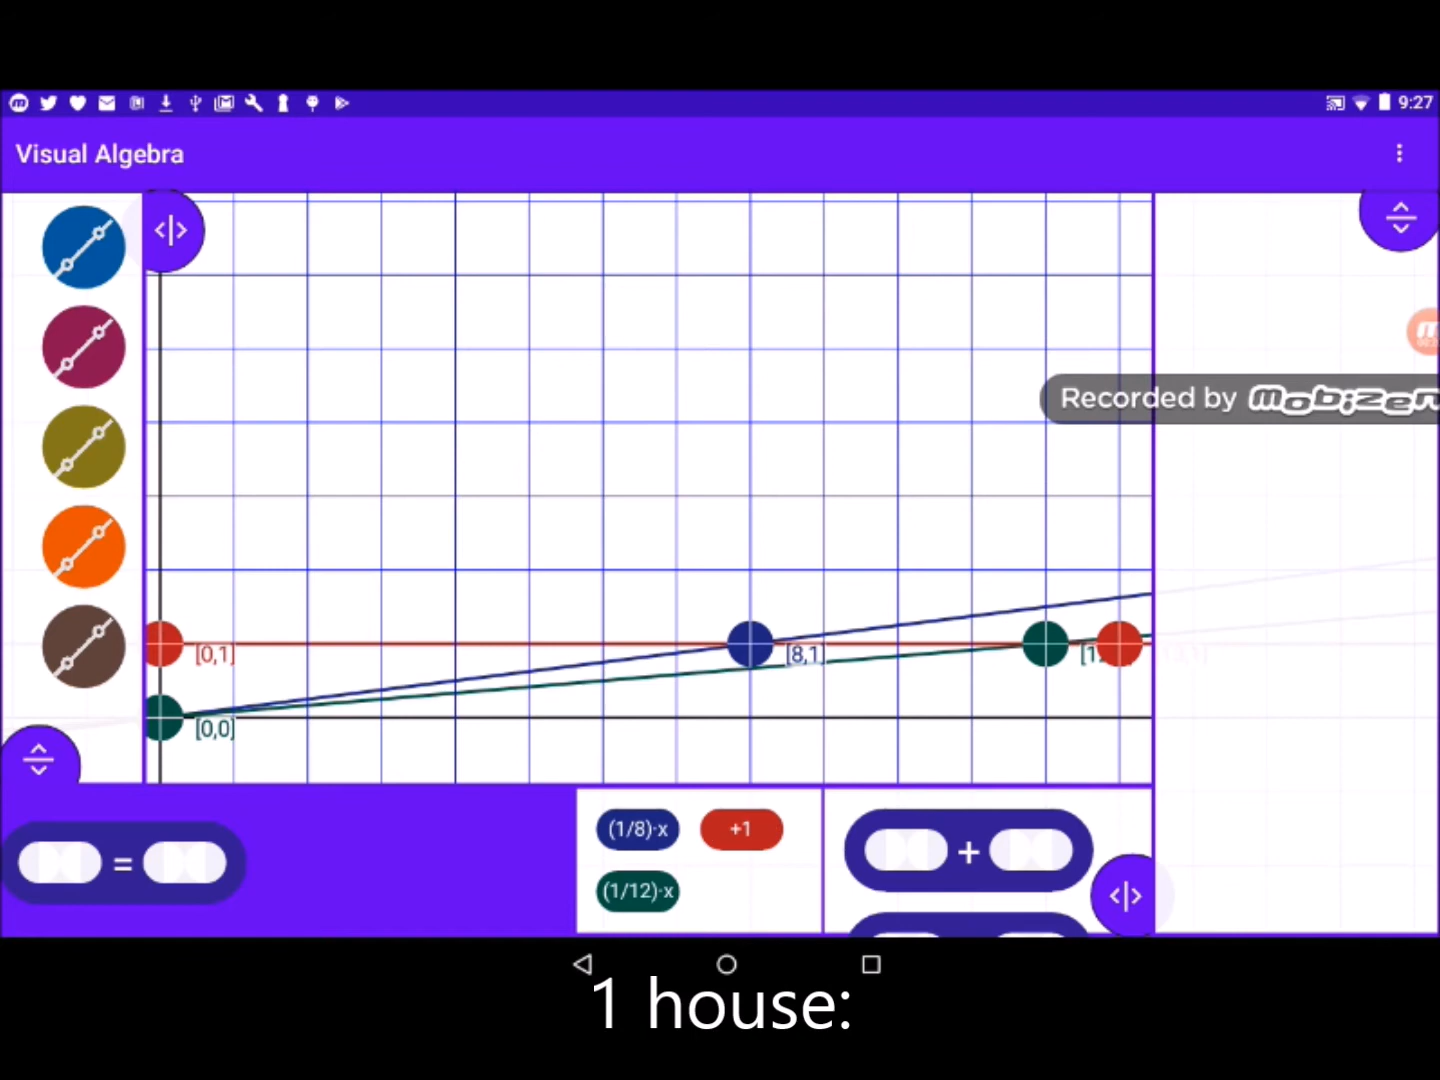 9:27
Visual Algebra
Recorded by mobizen
[0,1]
[8,1]
[0,0]
(1/8)·x
+1
(1/12)·x
=
+
1 house: